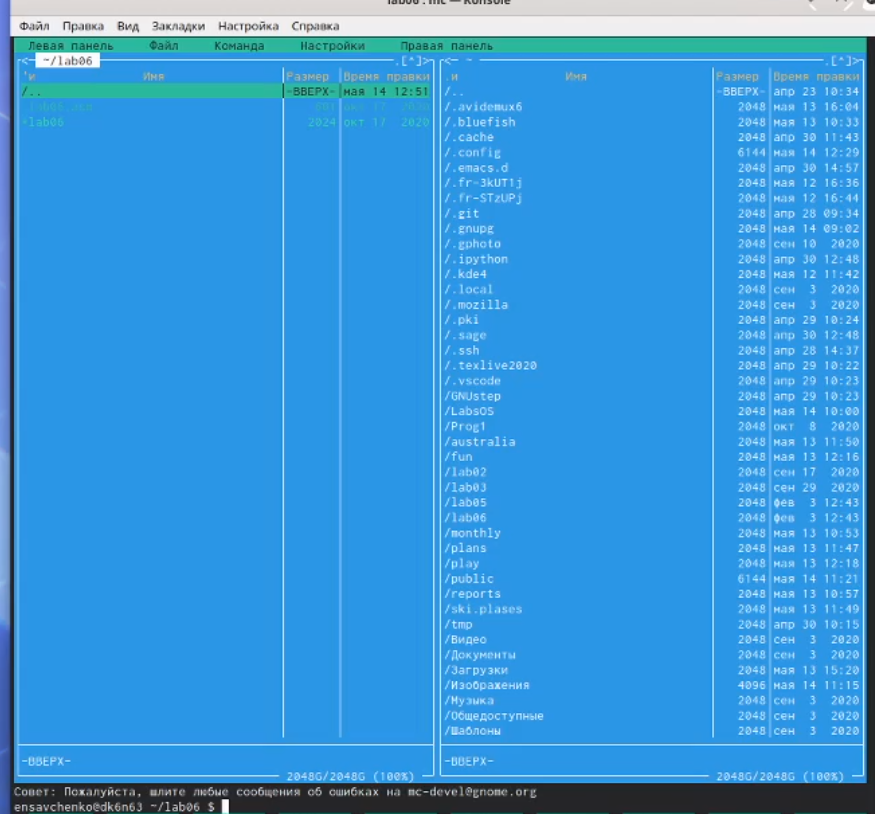 lab06 : mc — Konsole
Файл Правка Вид Закладки Настройка Справка
Левая панель Файл Команда Настройки Правая панель
<— ~/lab06 .[^]>
'и Имя Размер Время правки
/.. -ВВЕРХ- мая 14 12:51
окт 17 2020
*lab06 2024 окт 17 2020
-ВВЕРХ-
2048G/2048G (100%)
<— ~ .[^]>
.и Имя Размер Время правки
/.. -ВВЕРХ- апр 23 10:34
/.avidemux6 2048 мая 13 16:04
/.bluefish 2048 мая 13 10:33
/.cache 2048 апр 30 11:43
/.config 6144 мая 14 12:29
/.emacs.d 2048 апр 30 14:57
/.fr-3kUT1j 2048 мая 12 16:36
/.fr-STzUPj 2048 мая 12 16:44
/.git 2048 апр 28 09:34
/.gnupg 2048 мая 14 09:02
/.gphoto 2048 сен 10 2020
/.ipython 2048 апр 30 12:48
/.kde4 2048 мая 12 11:42
/.local 2048 сен 3 2020
/.mozilla 2048 сен 3 2020
/.pki 2048 апр 29 10:24
/.sage 2048 апр 30 12:48
/.ssh 2048 апр 28 14:37
/.texlive2020 2048 апр 29 10:22
/.vscode 2048 апр 29 10:23
/GNUstep 2048 апр 29 10:23
/LabsOS 2048 мая 14 10:00
/Prog1 2048 окт 8 2020
/australia 2048 мая 13 11:50
/fun 2048 мая 13 12:16
/lab02 2048 сен 17 2020
/lab03 2048 сен 29 2020
/lab05 2048 фев 3 12:43
/lab06 2048 фев 3 12:43
/monthly 2048 мая 13 10:53
/plans 2048 мая 13 11:47
/play 2048 мая 13 12:18
/public 6144 мая 14 11:21
/reports 2048 мая 13 10:57
/ski.plases 2048 мая 13 11:49
/tmp 2048 апр 30 10:15
/Видео 2048 сен 3 2020
/Документы 2048 сен 3 2020
/Загрузки 2048 мая 13 15:20
/Изображения 4096 мая 14 11:15
/Музыка 2048 сен 3 2020
/Общедоступные 2048 сен 3 2020
/Шаблоны 2048 сен 3 2020
-ВВЕРХ-
2048G/2048G (100%)
Совет: Пожалуйста, шлите любые сообщения об ошибках на mc-devel@gnome.org
ensavchenko@dk6n63 ~/lab06 $